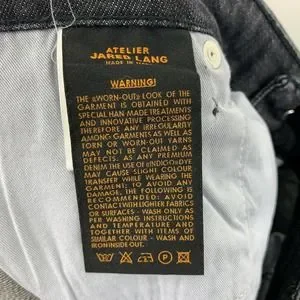 ATELIER
JARED LANG
MADE IN
WARNING!
THE «WORN-OUT» LOOK OF THE
GARMENT IS OBTAINED WITH
SPECIAL HAN MADE TREATMENTS
AND INNOVATIVE PROCESSING
THEREFORE ANY IRREGULARITY
AMONG GARMENTS AS WELL AS
TORN OR WORN-OUT YARNS
MAY NOT BE CLAIMED AS
DEFECTS. AS ANY PREMIUM
DENIM THE USE OF «INDIGO» DYE
MAY CAUSE SLIGHT COLOUR
TRANSFER WHILE WEARING THE
GARMENT; TO AVOID ANY
DAMAGE, THE FOLLOWING IS
RECOMMENDED: AVOID
CONTACT WITH LIGHTER FABRICS
OR SURFACES - WASH ONLY AS
PER WASHING INSTRUCTIONS
AND TEMPERATURE AND
TOGETHER WITH ITEMS OF
SIMILAR COLOUR - WASH AND
IRON INSIDE OUT.
P